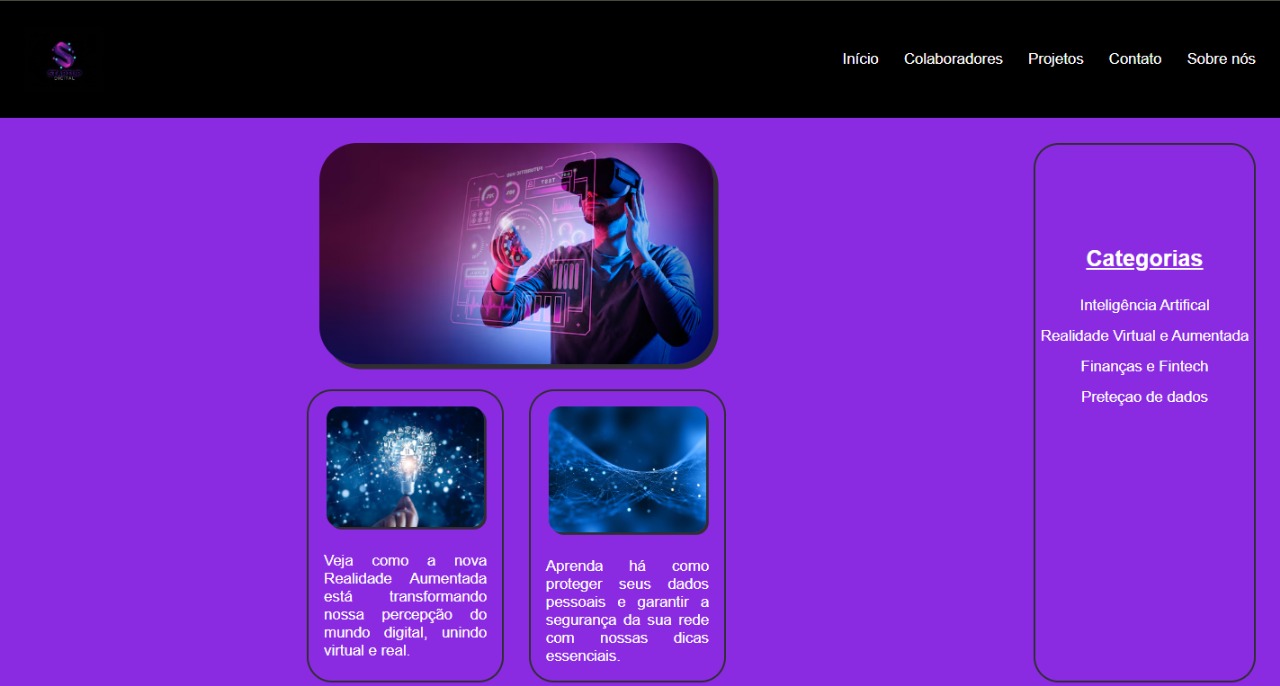 DIGITAL
Início Colaboradores Projetos Contato Sobre nós
TEXT
Categorias
Inteligência Artifical
Realidade Virtual e Aumentada
Finanças e Fintech
Preteçao de dados
Veja como a nova
Realidade Aumentada
está transformando
nossa percepção do
mundo digital, unindo
virtual e real.
Aprenda há como
proteger seus dados
pessoais e garantir a
segurança da sua rede
com nossas dicas
essenciais.